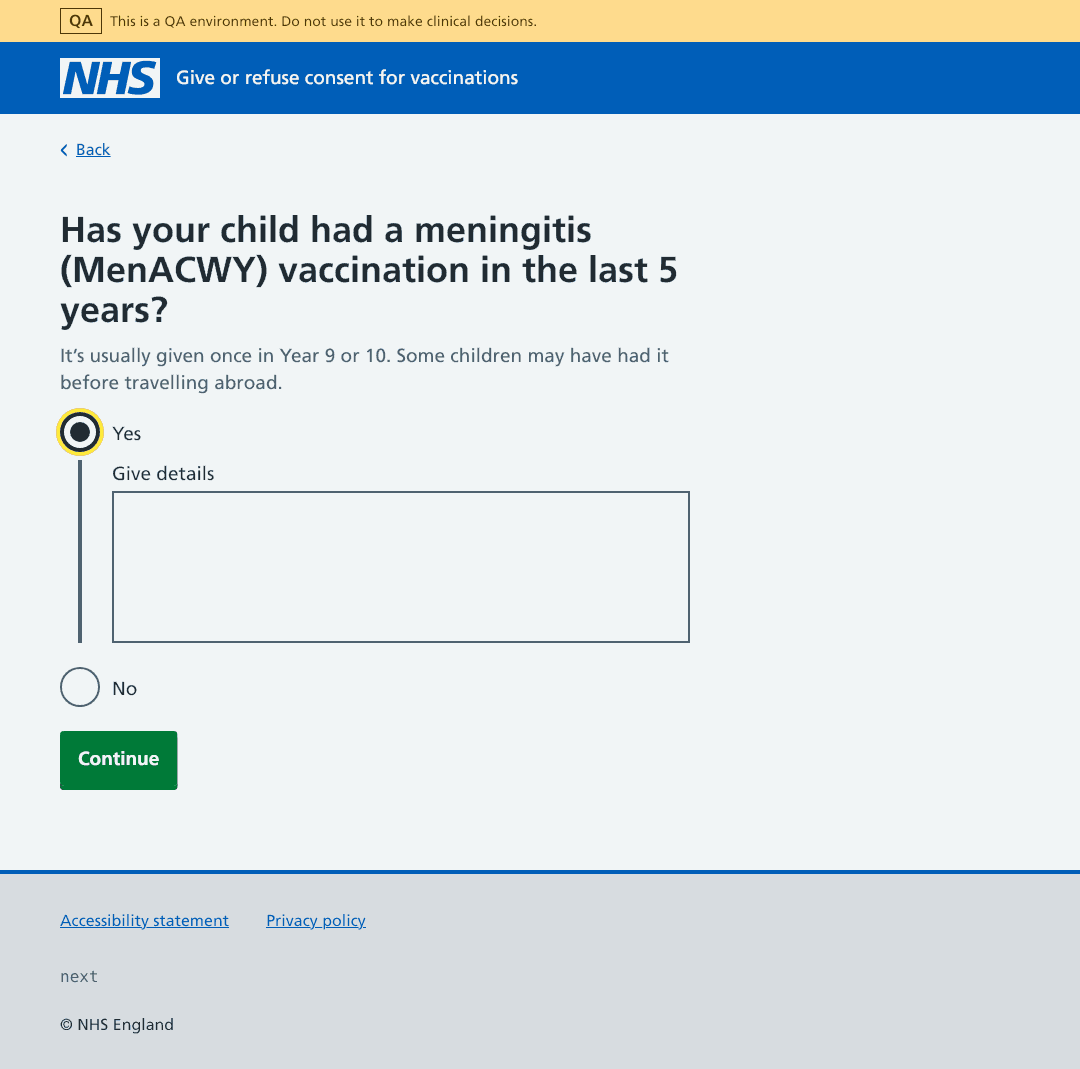 QA This is a QA environment. Do not use it to make clinical decisions.
NHS Give or refuse consent for vaccinations
Back
Has your child had a meningitis
(MenACWY) vaccination in the last 5
years?
It’s usually given once in Year 9 or 10. Some children may have had it
before travelling abroad.
Yes
Give details
No
Continue
Accessibility statement Privacy policy
next
© NHS England